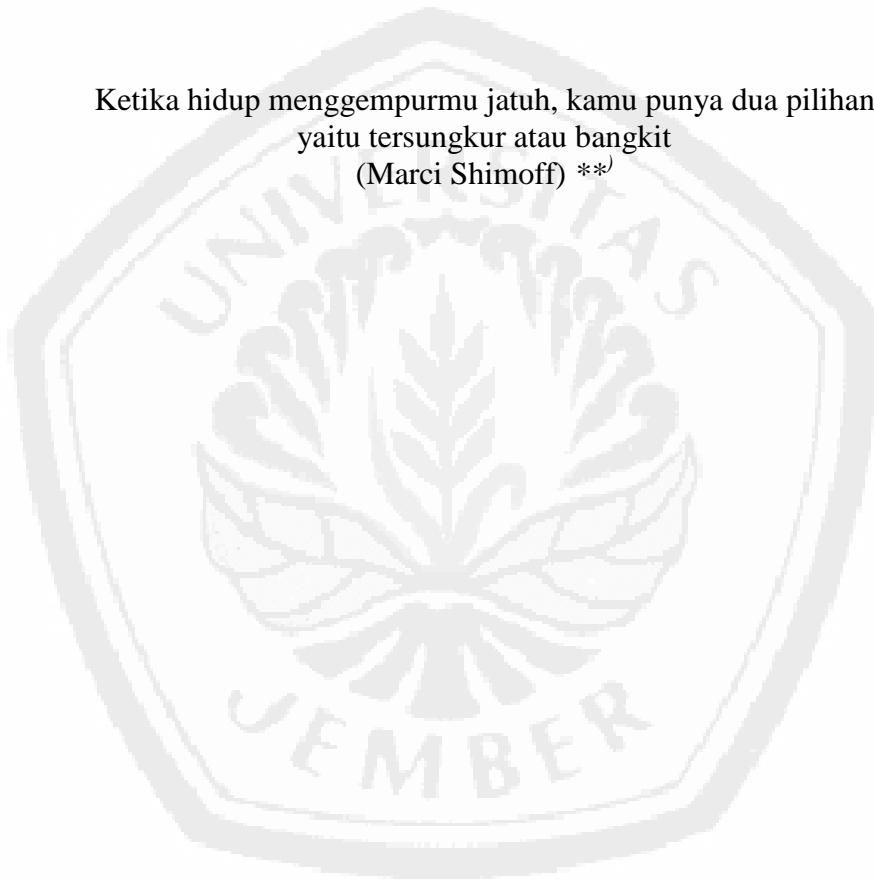 Ketika hidup menggempurmu jatuh, kamu punya dua pilihan
yaitu tersungkur atau bangkit
(Marci Shimoff) **)
UNIVERSITAS
JEMBER